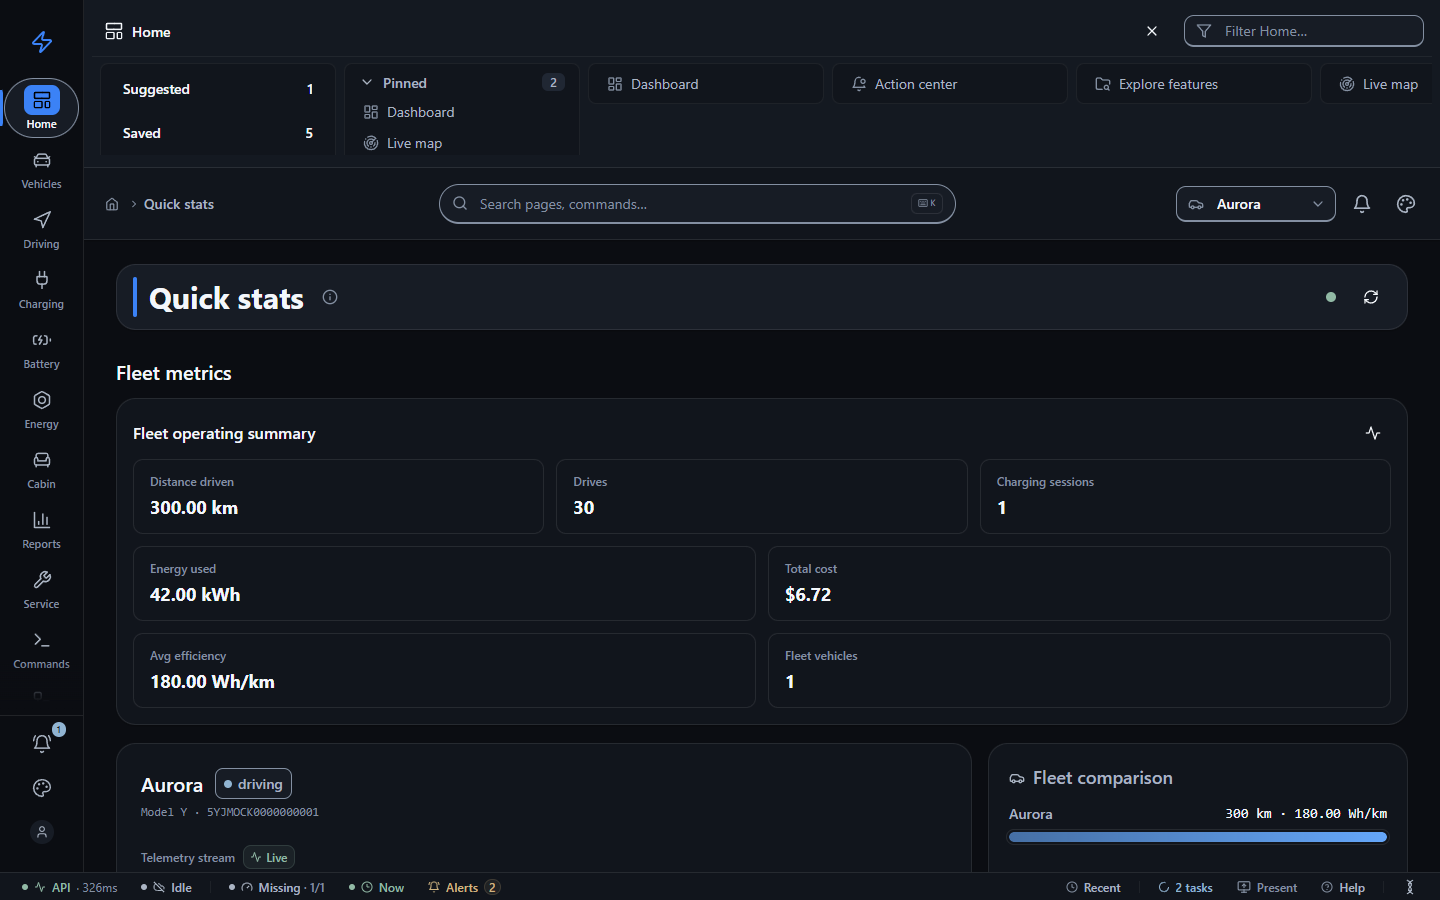 Home
Filter Home...
Suggested 1
Saved 5
Pinned 2
Dashboard
Live map
Dashboard
Action center
Explore features
Live map
Home
Vehicles
Driving
Charging
Battery
Energy
Cabin
Reports
Service
Commands
1
Quick stats
Search pages, commands...
K
Aurora
Quick stats
Fleet metrics
Fleet operating summary
Distance driven
300.00 km
Drives
30
Charging sessions
1
Energy used
42.00 kWh
Total cost
$6.72
Avg efficiency
180.00 Wh/km
Fleet vehicles
1
Aurora driving
Model Y · 5YJMOCK0000000001
Telemetry stream Live
Fleet comparison
Aurora 300 km · 180.00 Wh/km
API · 326ms
Idle
Missing · 1/1
Now
Alerts 2
Recent
2 tasks
Present
Help